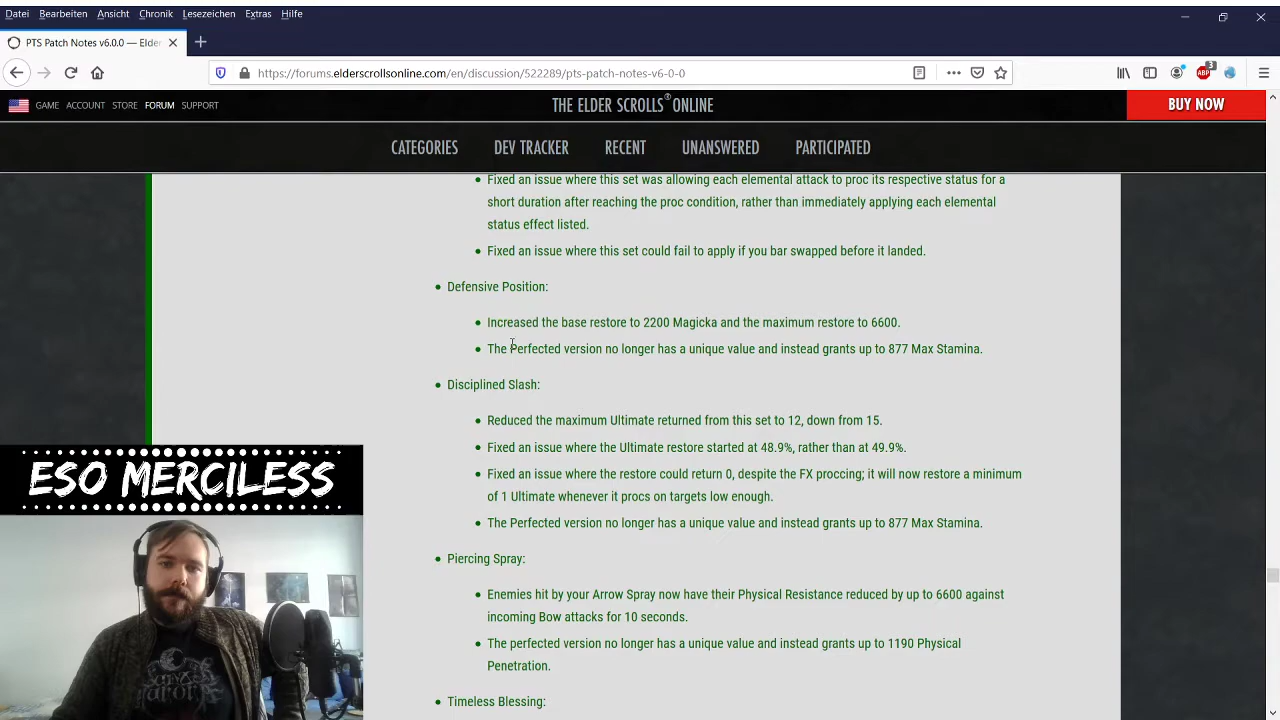 Datei Bearbeiten Ansicht Chronik Lesezeichen Extras Hilfe
PTS Patch Notes v6.0.0 — Elder
https://forums.elderscrollsonline.com/en/discussion/522289/pts-patch-notes-v6-0-0
ABP 3
GAME ACCOUNT STORE FORUM SUPPORT
THE ELDER SCROLLS® ONLINE
BUY NOW
CATEGORIES DEV TRACKER RECENT UNANSWERED PARTICIPATED
Fixed an issue where this set was allowing each elemental attack to proc its respective status for a
short duration after reaching the proc condition, rather than immediately applying each elemental
status effect listed.
Fixed an issue where this set could fail to apply if you bar swapped before it landed.
Defensive Position:
Increased the base restore to 2200 Magicka and the maximum restore to 6600.
The Perfected version no longer has a unique value and instead grants up to 877 Max Stamina.
Disciplined Slash:
Reduced the maximum Ultimate returned from this set to 12, down from 15.
Fixed an issue where the Ultimate restore started at 48.9%, rather than at 49.9%.
Fixed an issue where the restore could return 0, despite the FX proccing; it will now restore a minimum
of 1 Ultimate whenever it procs on targets low enough.
The Perfected version no longer has a unique value and instead grants up to 877 Max Stamina.
Piercing Spray:
Enemies hit by your Arrow Spray now have their Physical Resistance reduced by up to 6600 against
incoming Bow attacks for 10 seconds.
The perfected version no longer has a unique value and instead grants up to 1190 Physical
Penetration.
Timeless Blessing:
ESO MERCILESS